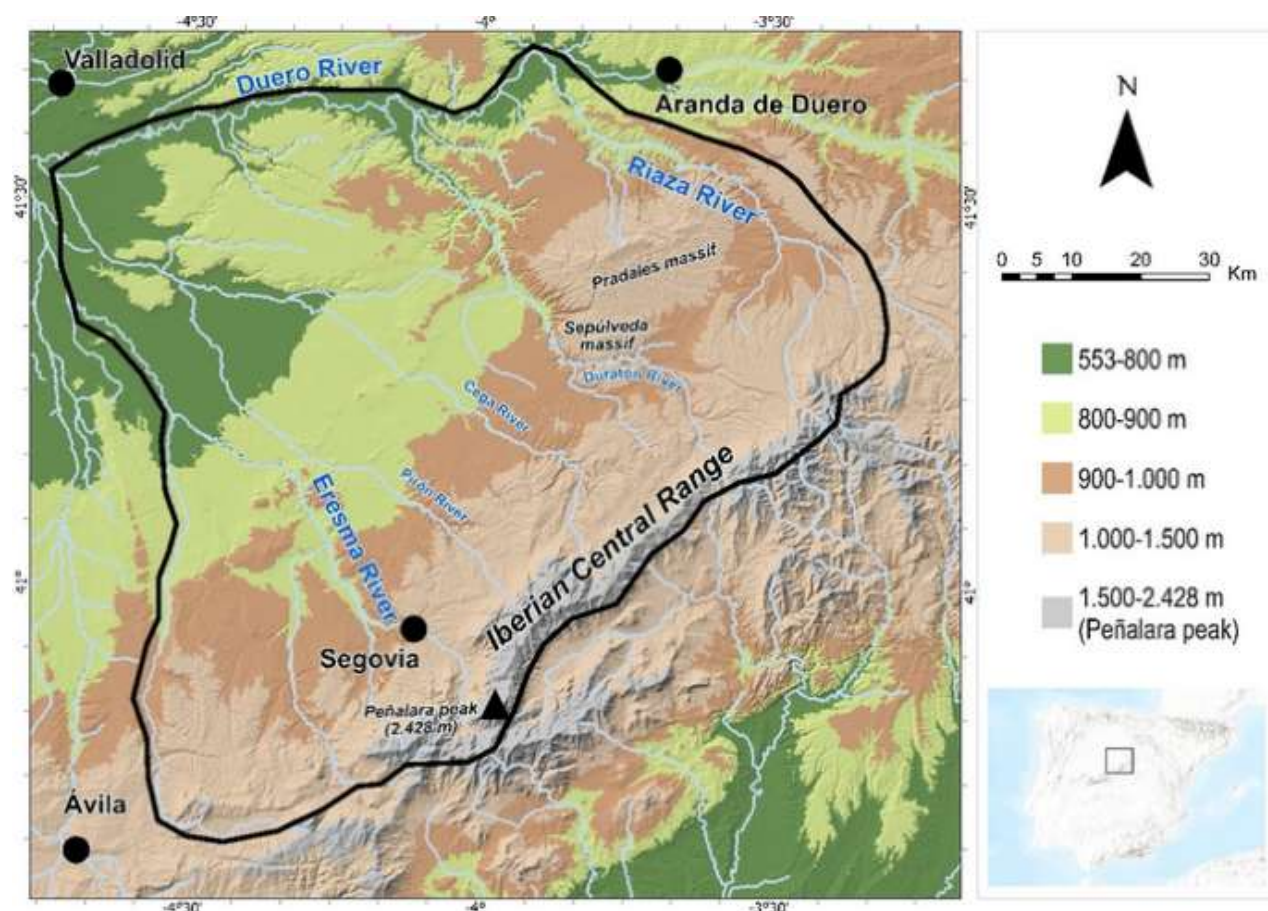 -4°30'
-4°
-3°30'
Valladolid
Duero River
Aranda de Duero
41°30'
41°30'
Riaza River
Pradales massif
Sepúlveda
massif
Duratón River
Cega River
Pirón River
Eresma River
Iberian Central Range
41°
41°
Segovia
Peñalara peak
(2.428 m)
Ávila
-4°30'
-4°
-3°30'
N
0 5 10 20 30 Km
553-800 m
800-900 m
900-1.000 m
1.000-1.500 m
1.500-2.428 m
(Peñalara peak)